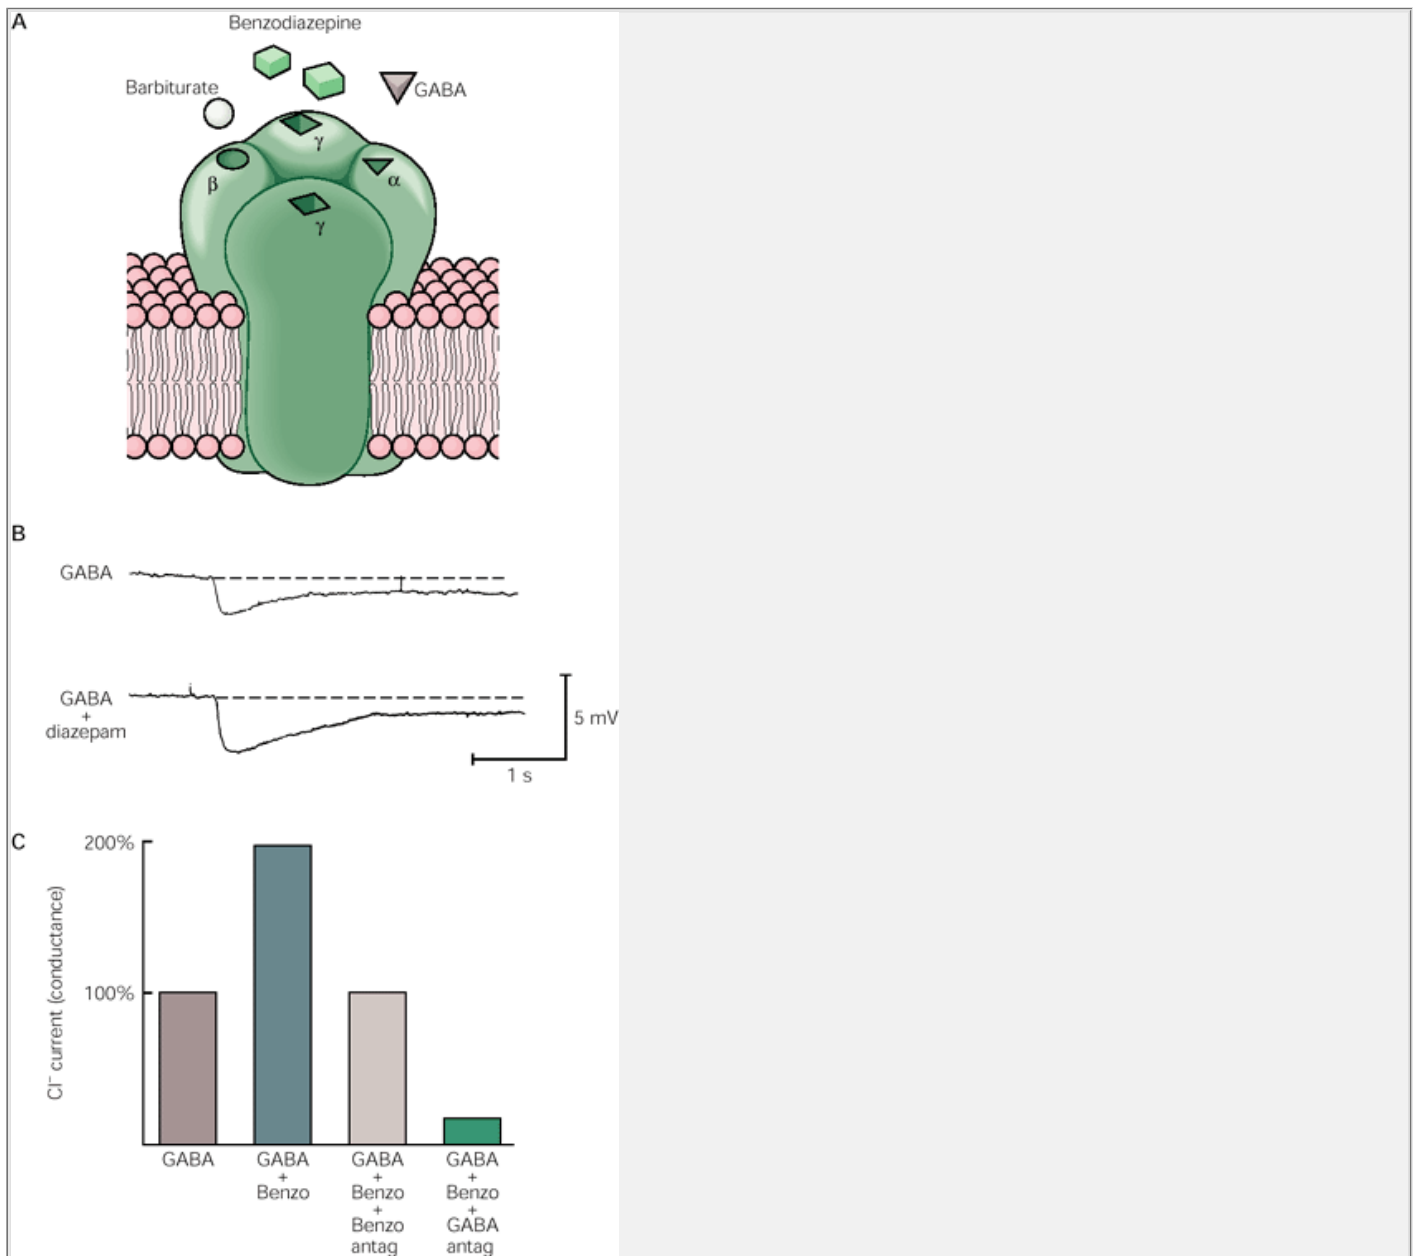 A
Benzodiazepine
Barbiturate
GABA
γ
β
α
γ
B
GABA
GABA
+
diazepam
5 mV
1 s
C
200%
100%
Cl⁻ current (conductance)
GABA
GABA
+
Benzo
GABA
+
Benzo
+
Benzo
antag
GABA
+
Benzo
+
GABA
antag